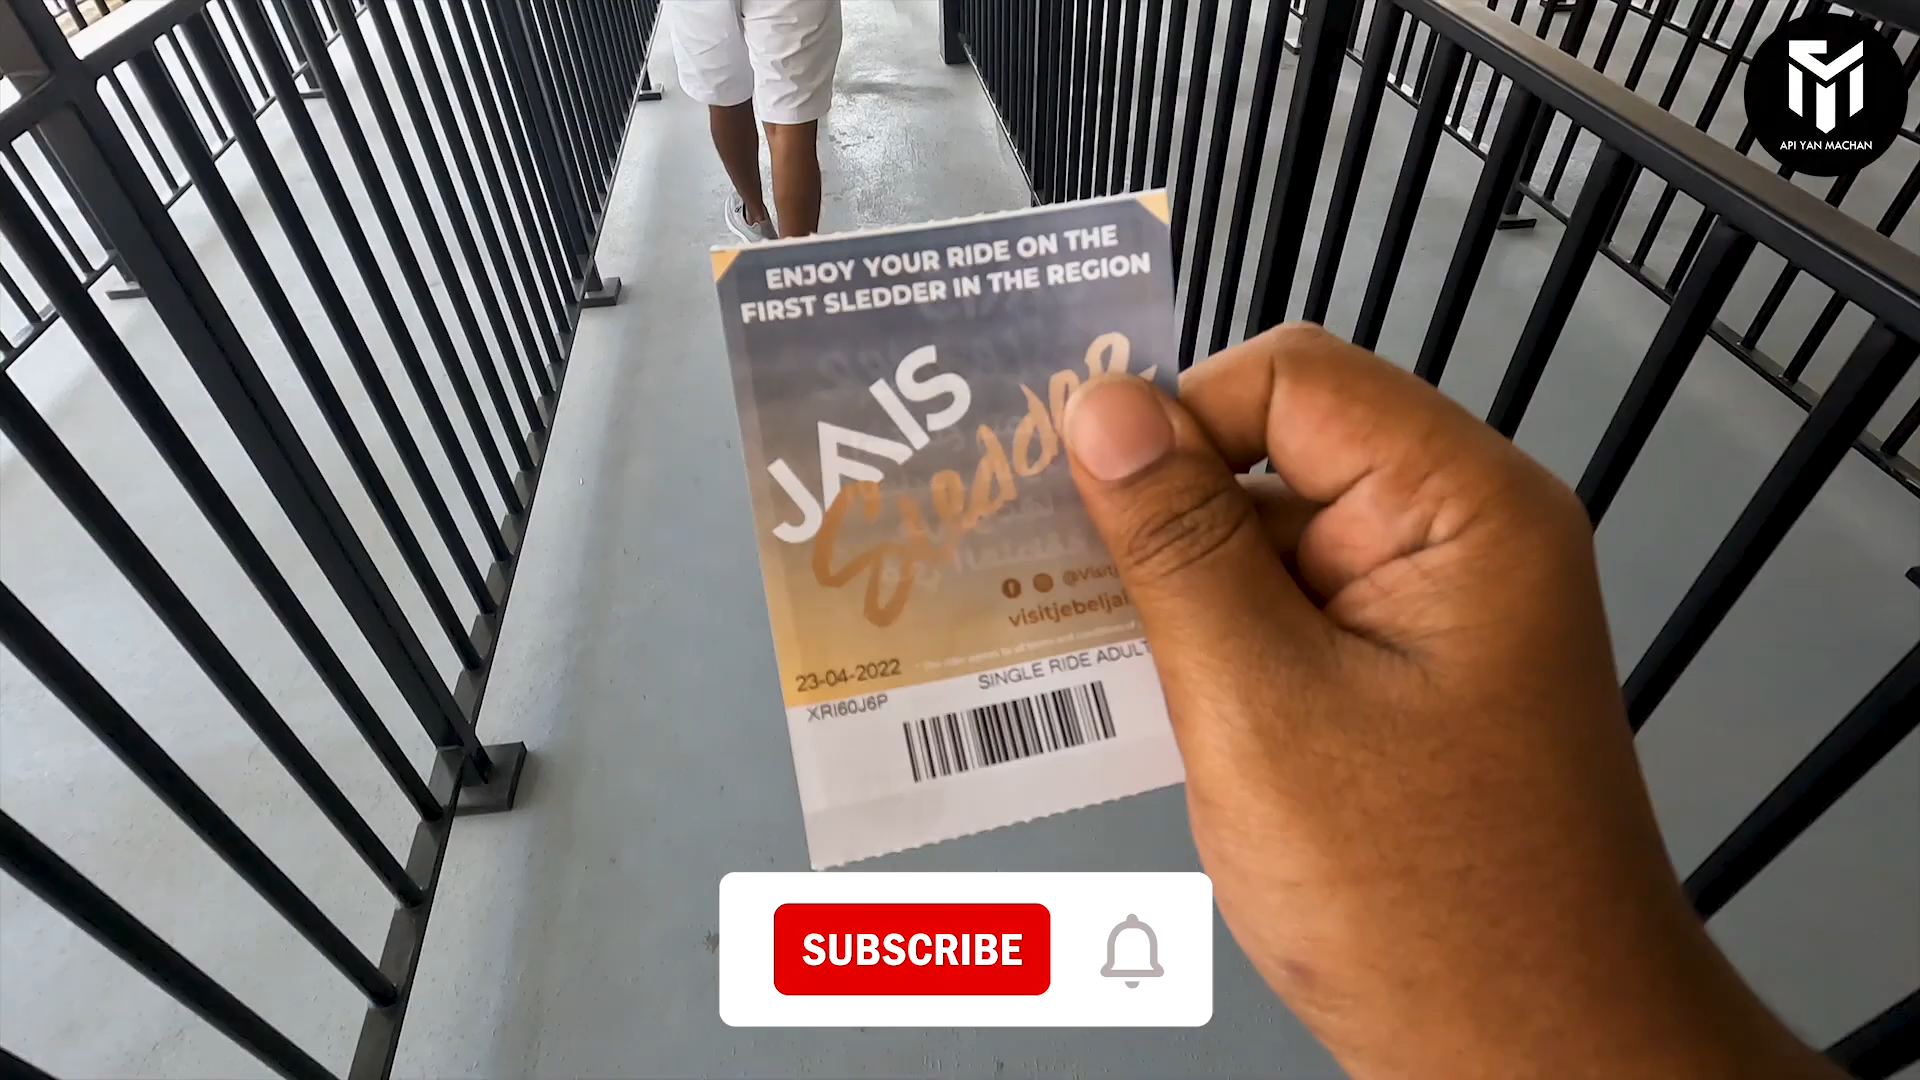 API YAN MACHAN
ENJOY YOUR RIDE ON THE
FIRST SLEDDER IN THE REGION
JAIS
Sledder
23-04-2022
SINGLE RIDE ADULT
XRI60J6P
SUBSCRIBE